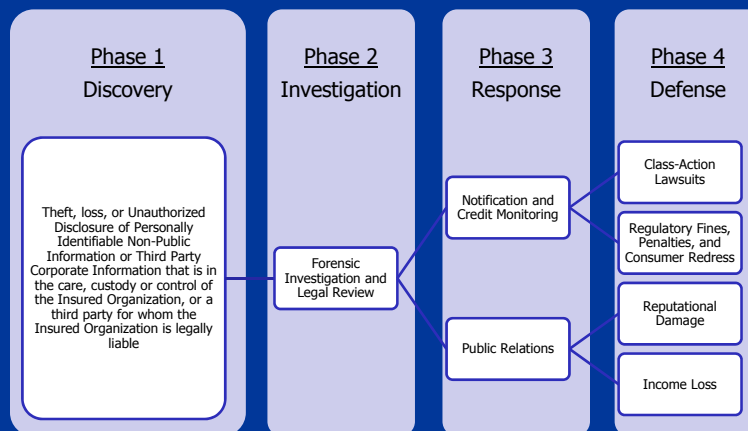 Phase 1
Discovery
Theft, loss, or Unauthorized
Disclosure of Personally
Identifiable Non-Public
Information or Third Party
Corporate Information that is in
the care, custody or control
of the Insured Organization, or a
third party for whom the
Insured Organization is legally
liable
Phase 2
Investigation
Forensic
Investigation and
Legal Review
Phase 3
Response
Notification and
Credit Monitoring
Public Relations
Phase 4
Defense
Class-Action
Lawsuits
Regulatory Fines,
Penalties, and
Consumer Redress
Reputational
Damage
Income Loss